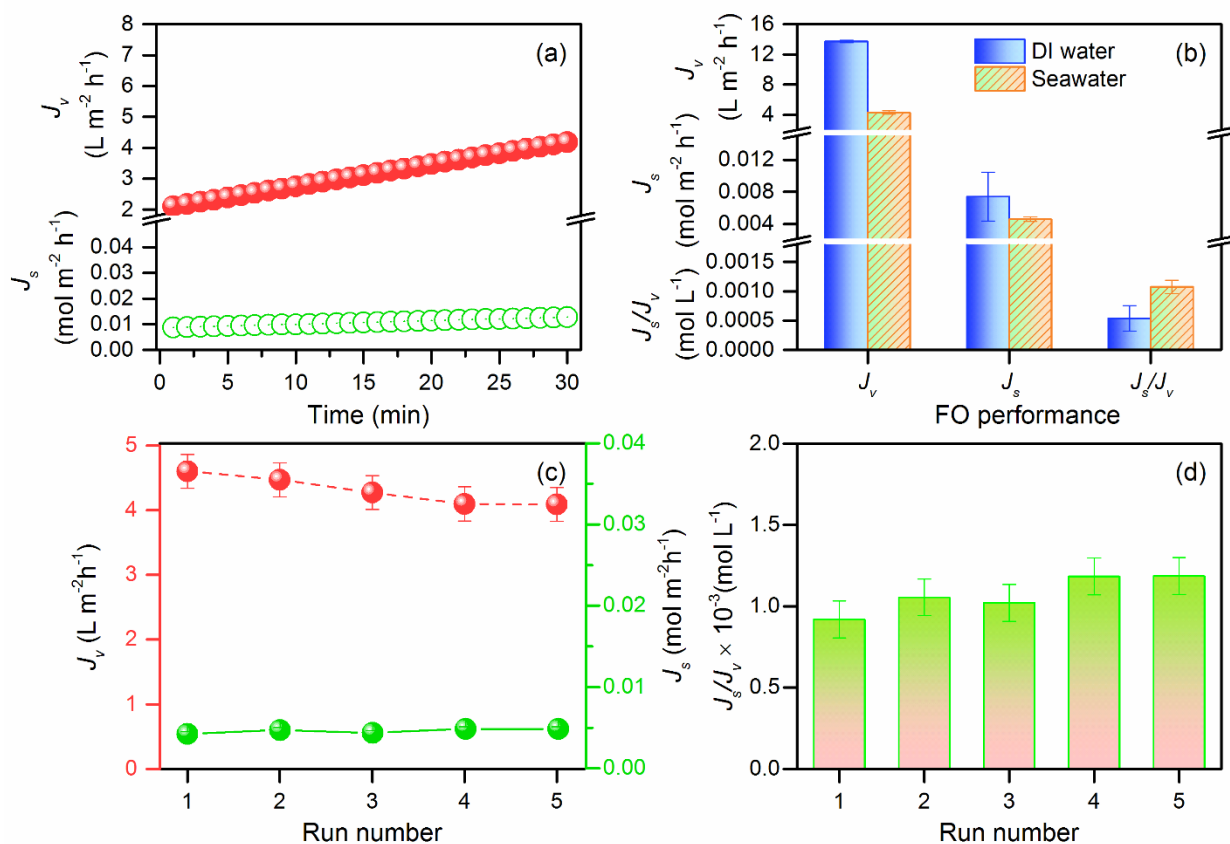 (a)
J_v
(L m⁻² h⁻¹)
8
7
6
5
4
3
2
J_s
(mol m⁻² h⁻¹)
0.04
0.03
0.02
0.01
0.00
0 5 10 15 20 25 30
Time (min)
(b)
DI water
Seawater
J_v
(L m⁻² h⁻¹)
16
12
8
4
J_s
(mol m⁻² h⁻¹)
0.012
0.008
0.004
J_s/J_v
(mol L⁻¹)
0.0010
0.0005
0.0000
J_v J_s J_s/J_v
FO performance
(c)
J_v (L m⁻²h⁻¹)
5
4
3
2
1
0
J_s (mol m⁻²h⁻¹)
0.04
0.03
0.02
0.01
0.00
1 2 3 4 5
Run number
(d)
J_s/J_v × 10⁻³(mol L⁻¹)
2.0
1.5
1.0
0.5
0.0
1 2 3 4 5
Run number